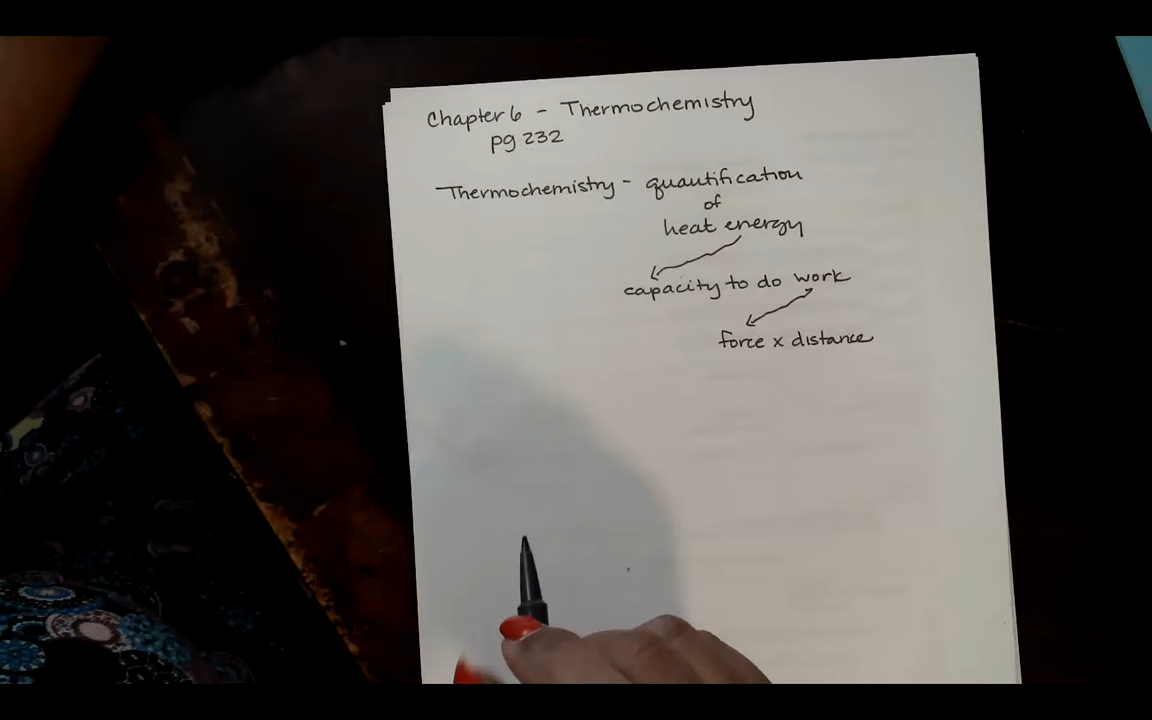 Chapter 6 - Thermochemistry
pg 232
Thermochemistry - quantification
of
heat energy
capacity to do work
force x distance